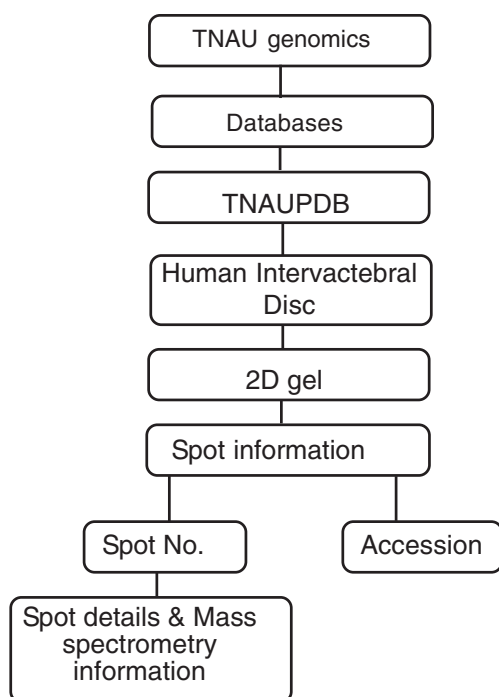 TNAU genomics
Databases
TNAUPDB
Human Intervactebral
Disc
2D gel
Spot information
Spot No.
Accession
Spot details & Mass
spectrometry
information